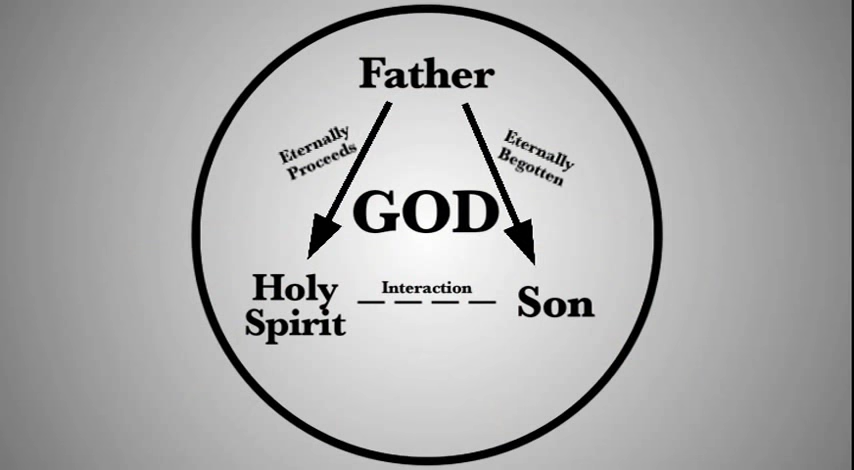 Father
Eternally
Proceeds
Eternally
Begotten
GOD
Holy
Spirit
Interaction
Son